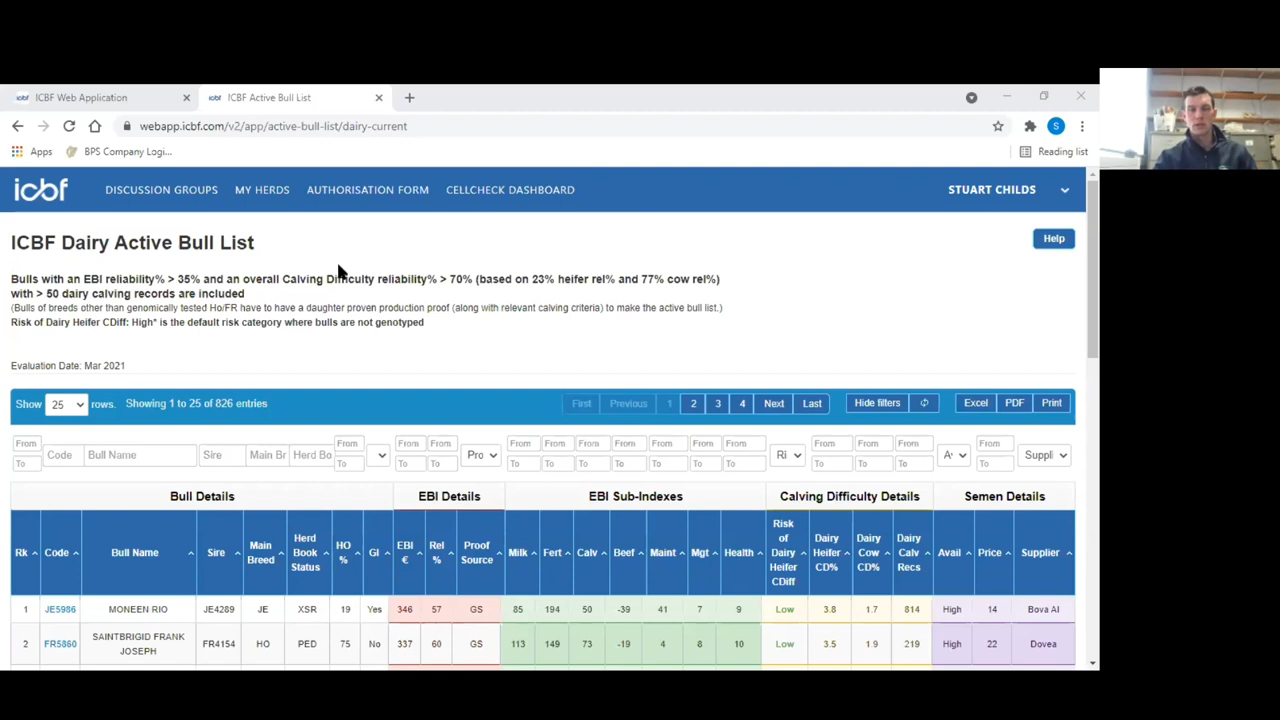 ICBF Web Application
ICBF Active Bull List
webapp.icbf.com/v2/app/active-bull-list/dairy-current
Apps BPS Company Logi... Reading list
icbf DISCUSSION GROUPS MY HERDS AUTHORISATION FORM CELLCHECK DASHBOARD STUART CHILDS
ICBF Dairy Active Bull List Help
Bulls with an EBI reliability% > 35% and an overall Calving Difficulty reliability% > 70% (based on 23% heifer rel% and 77% cow rel%)
with > 50 dairy calving records are included
(Bulls of breeds other than genomically tested Ho/FR have to have a daughter proven production proof (along with relevant calving criteria) to make the active bull list.)
Risk of Dairy Heifer CDiff: High* is the default risk category where bulls are not genotyped
Evaluation Date: Mar 2021
Show 25 rows. Showing 1 to 25 of 826 entries First Previous 1 2 3 4 Next Last Hide filters Excel PDF Print
From From From From From From From From From From From From From From From From
Code Bull Name Sire Main Br Herd Bo Pro Ri Av Suppli
To To To To To To To To To To To To To To To To
Bull Details EBI Details EBI Sub-Indexes Calving Difficulty Details Semen Details
Rk Code Bull Name Sire Main Breed Herd Book Status HO % GI EBI € Rel % Proof Source Milk Fert Calv Beef Maint Mgt Health Risk of Dairy Heifer CDiff Dairy Heifer CD% Dairy Cow CD% Dairy Calv Recs Avail Price Supplier
1 JE5986 MONEEN RIO JE4289 JE XSR 19 Yes 346 57 GS 85 194 50 -39 41 7 9 Low 3.8 1.7 814 High 14 Bova AI
2 FR5860 SAINTBRIGID FRANK JOSEPH FR4154 HO PED 75 No 337 60 GS 113 149 73 -19 4 8 10 Low 3.5 1.9 219 High 22 Dovea